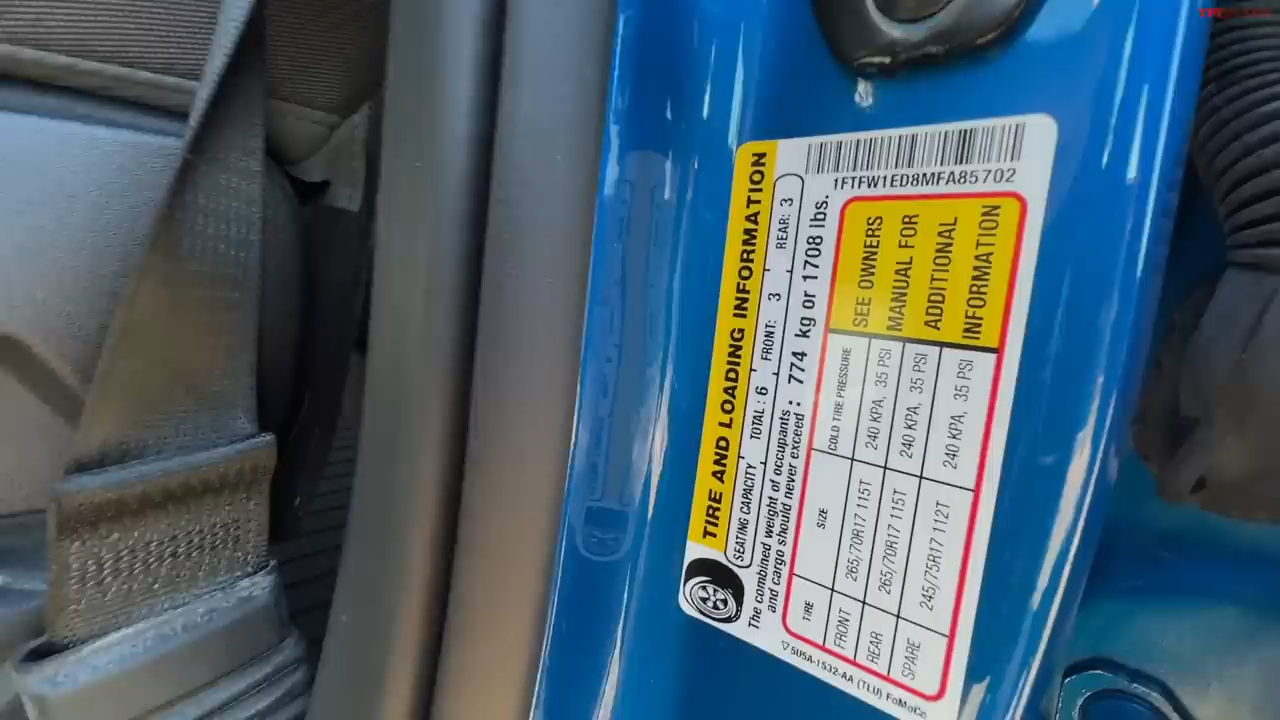 1FTFW1ED8MFA85702
TIRE AND LOADING INFORMATION
SEATING CAPACITY TOTAL : 6 FRONT: 3 REAR: 3
The combined weight of occupants
and cargo should never exceed : 774 kg or 1708 lbs.
TIRE SIZE COLD TIRE PRESSURE
FRONT 265/70R17 115T 240 KPA, 35 PSI
REAR 265/70R17 115T 240 KPA, 35 PSI
SPARE 245/75R17 112T 240 KPA, 35 PSI
SEE OWNERS
MANUAL FOR
ADDITIONAL
INFORMATION
5U5A-1532-AA (TLU) FoMoCo